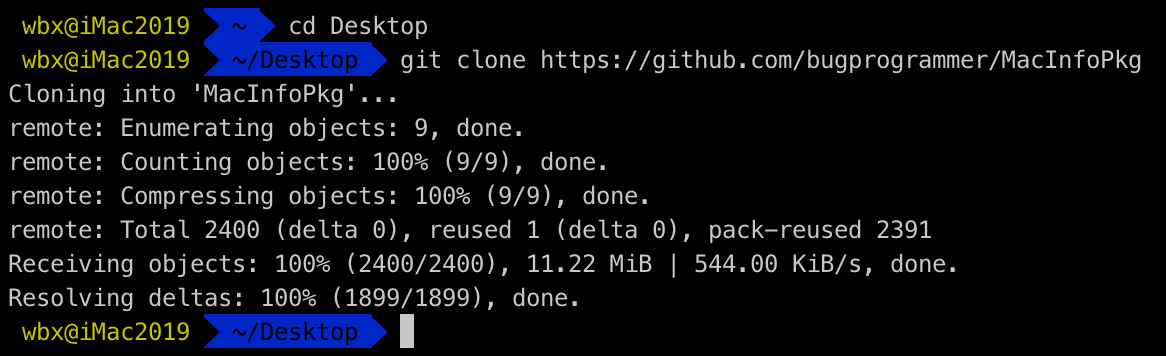 wbx@iMac2019 ~ cd Desktop
wbx@iMac2019 ~/Desktop git clone https://github.com/bugprogrammer/MacInfoPkg
Cloning into 'MacInfoPkg'...
remote: Enumerating objects: 9, done.
remote: Counting objects: 100% (9/9), done.
remote: Compressing objects: 100% (9/9), done.
remote: Total 2400 (delta 0), reused 1 (delta 0), pack-reused 2391
Receiving objects: 100% (2400/2400), 11.22 MiB | 544.00 KiB/s, done.
Resolving deltas: 100% (1899/1899), done.
wbx@iMac2019 ~/Desktop